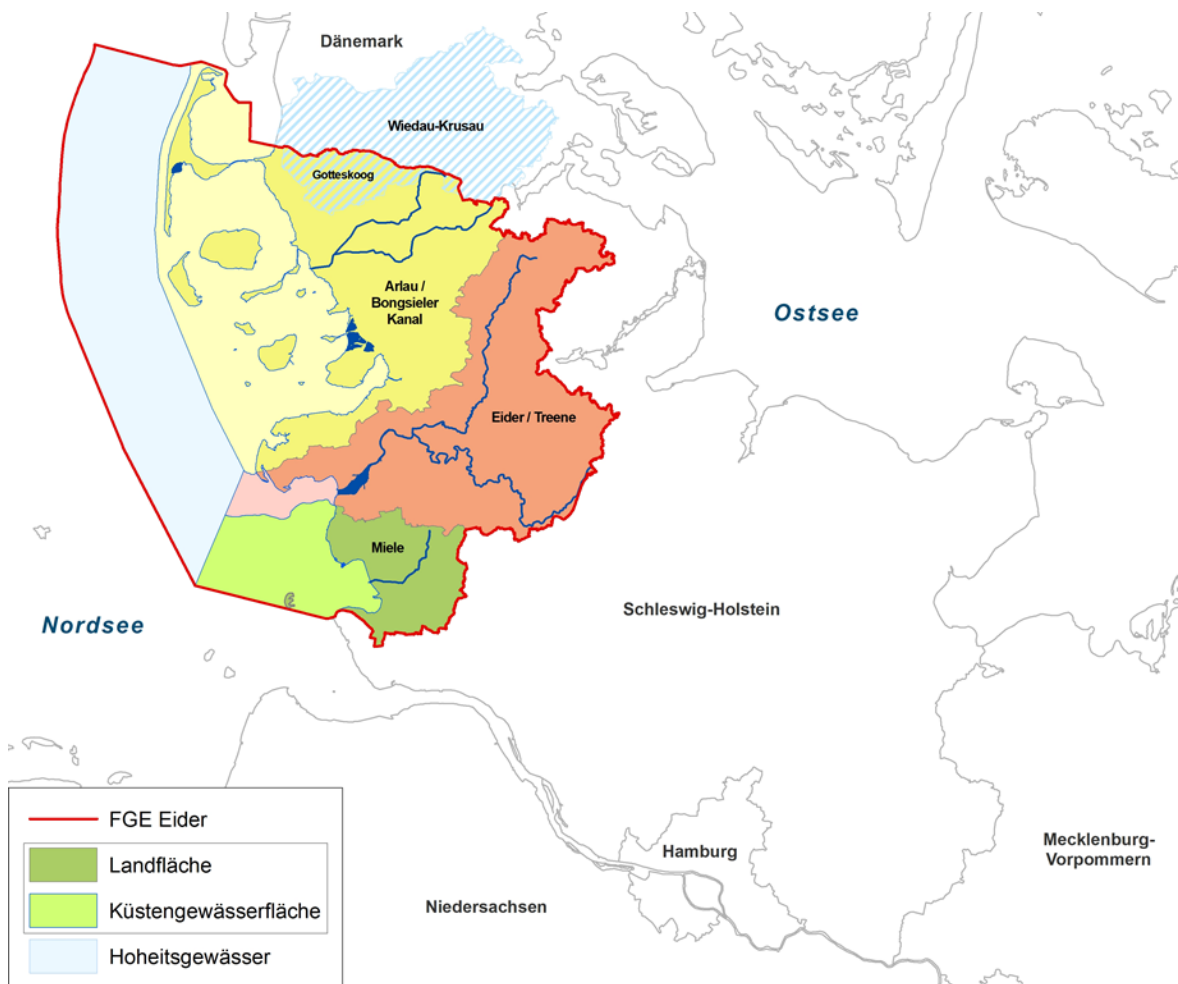 Dänemark
Wiedau-Krusau
Gotteskoog
Arlau /
Bongsieler
Kanal
Ostsee
Eider / Treene
Miele
Schleswig-Holstein
Nordsee
FGE Eider
Landfläche
Küstengewässerfläche
Hoheitsgewässer
Hamburg
Niedersachsen
Mecklenburg-
Vorpommern